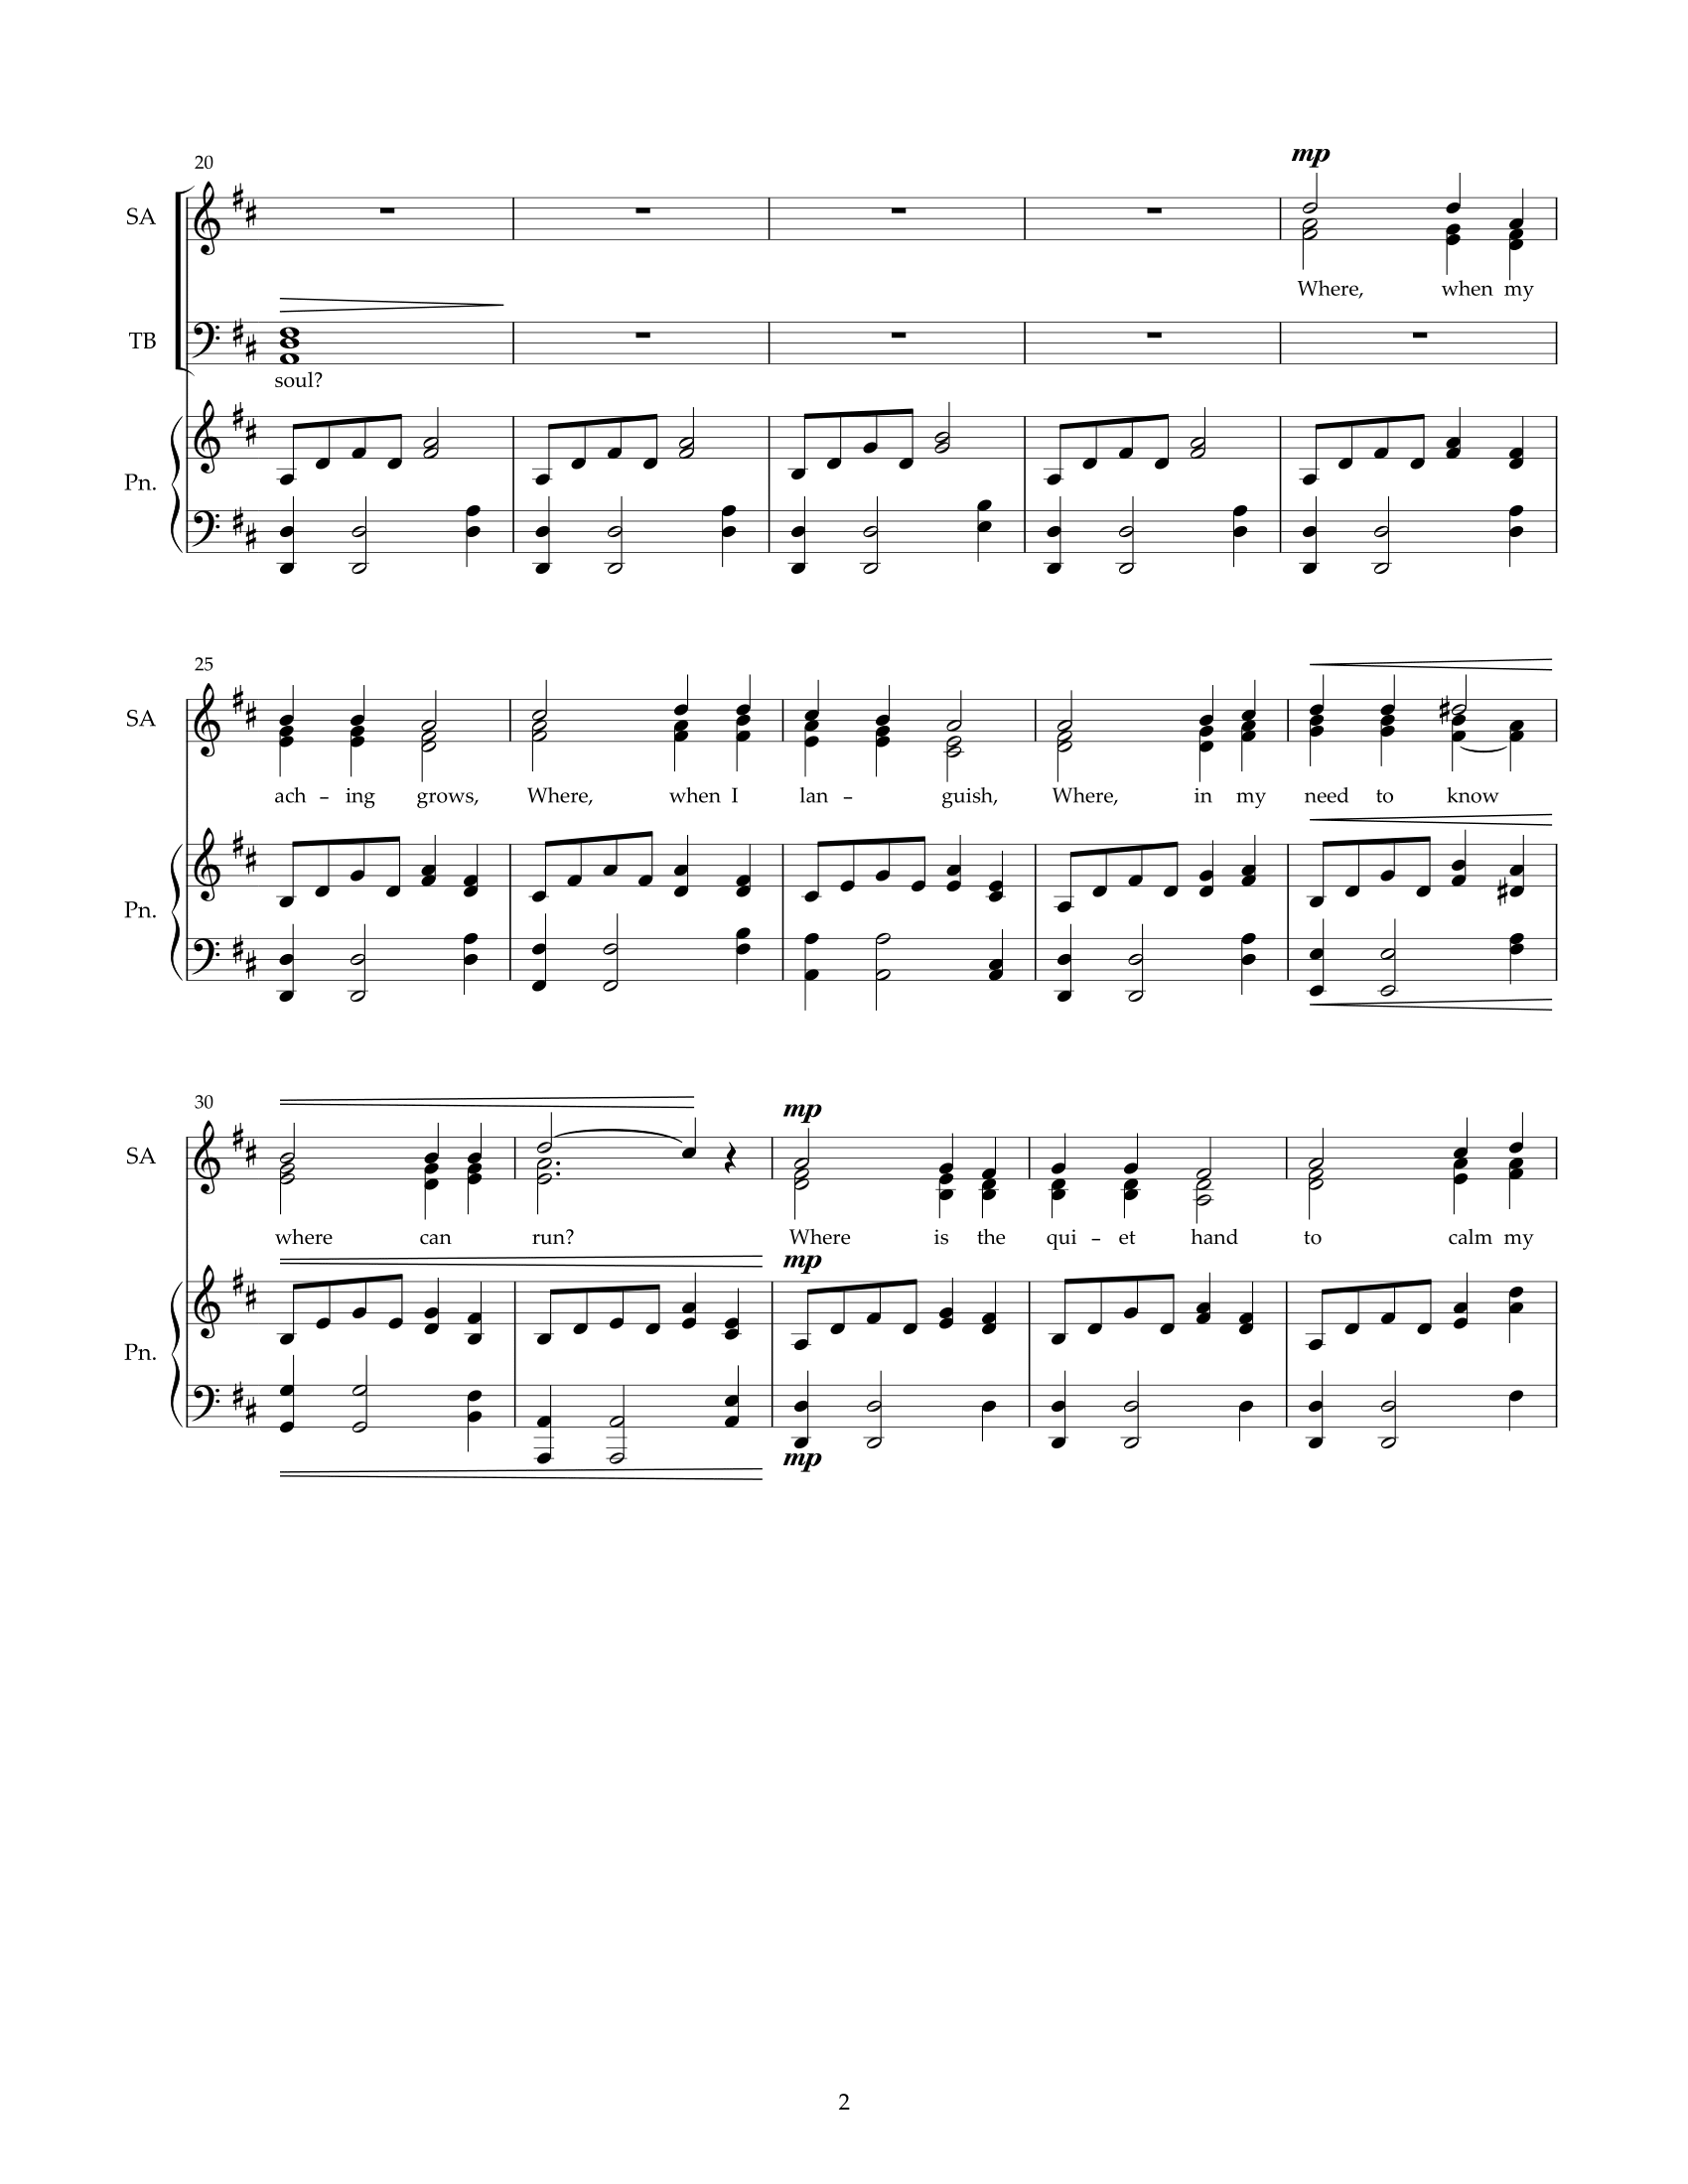 20
mp
SA
Where, when my
TB
soul?
Pn.
25
SA
ach – ing grows, Where, when I lan – guish, Where, in my need to know
Pn.
30
mp
SA
where can run? Where is the qui – et hand to calm my
mp
Pn.
mp
2